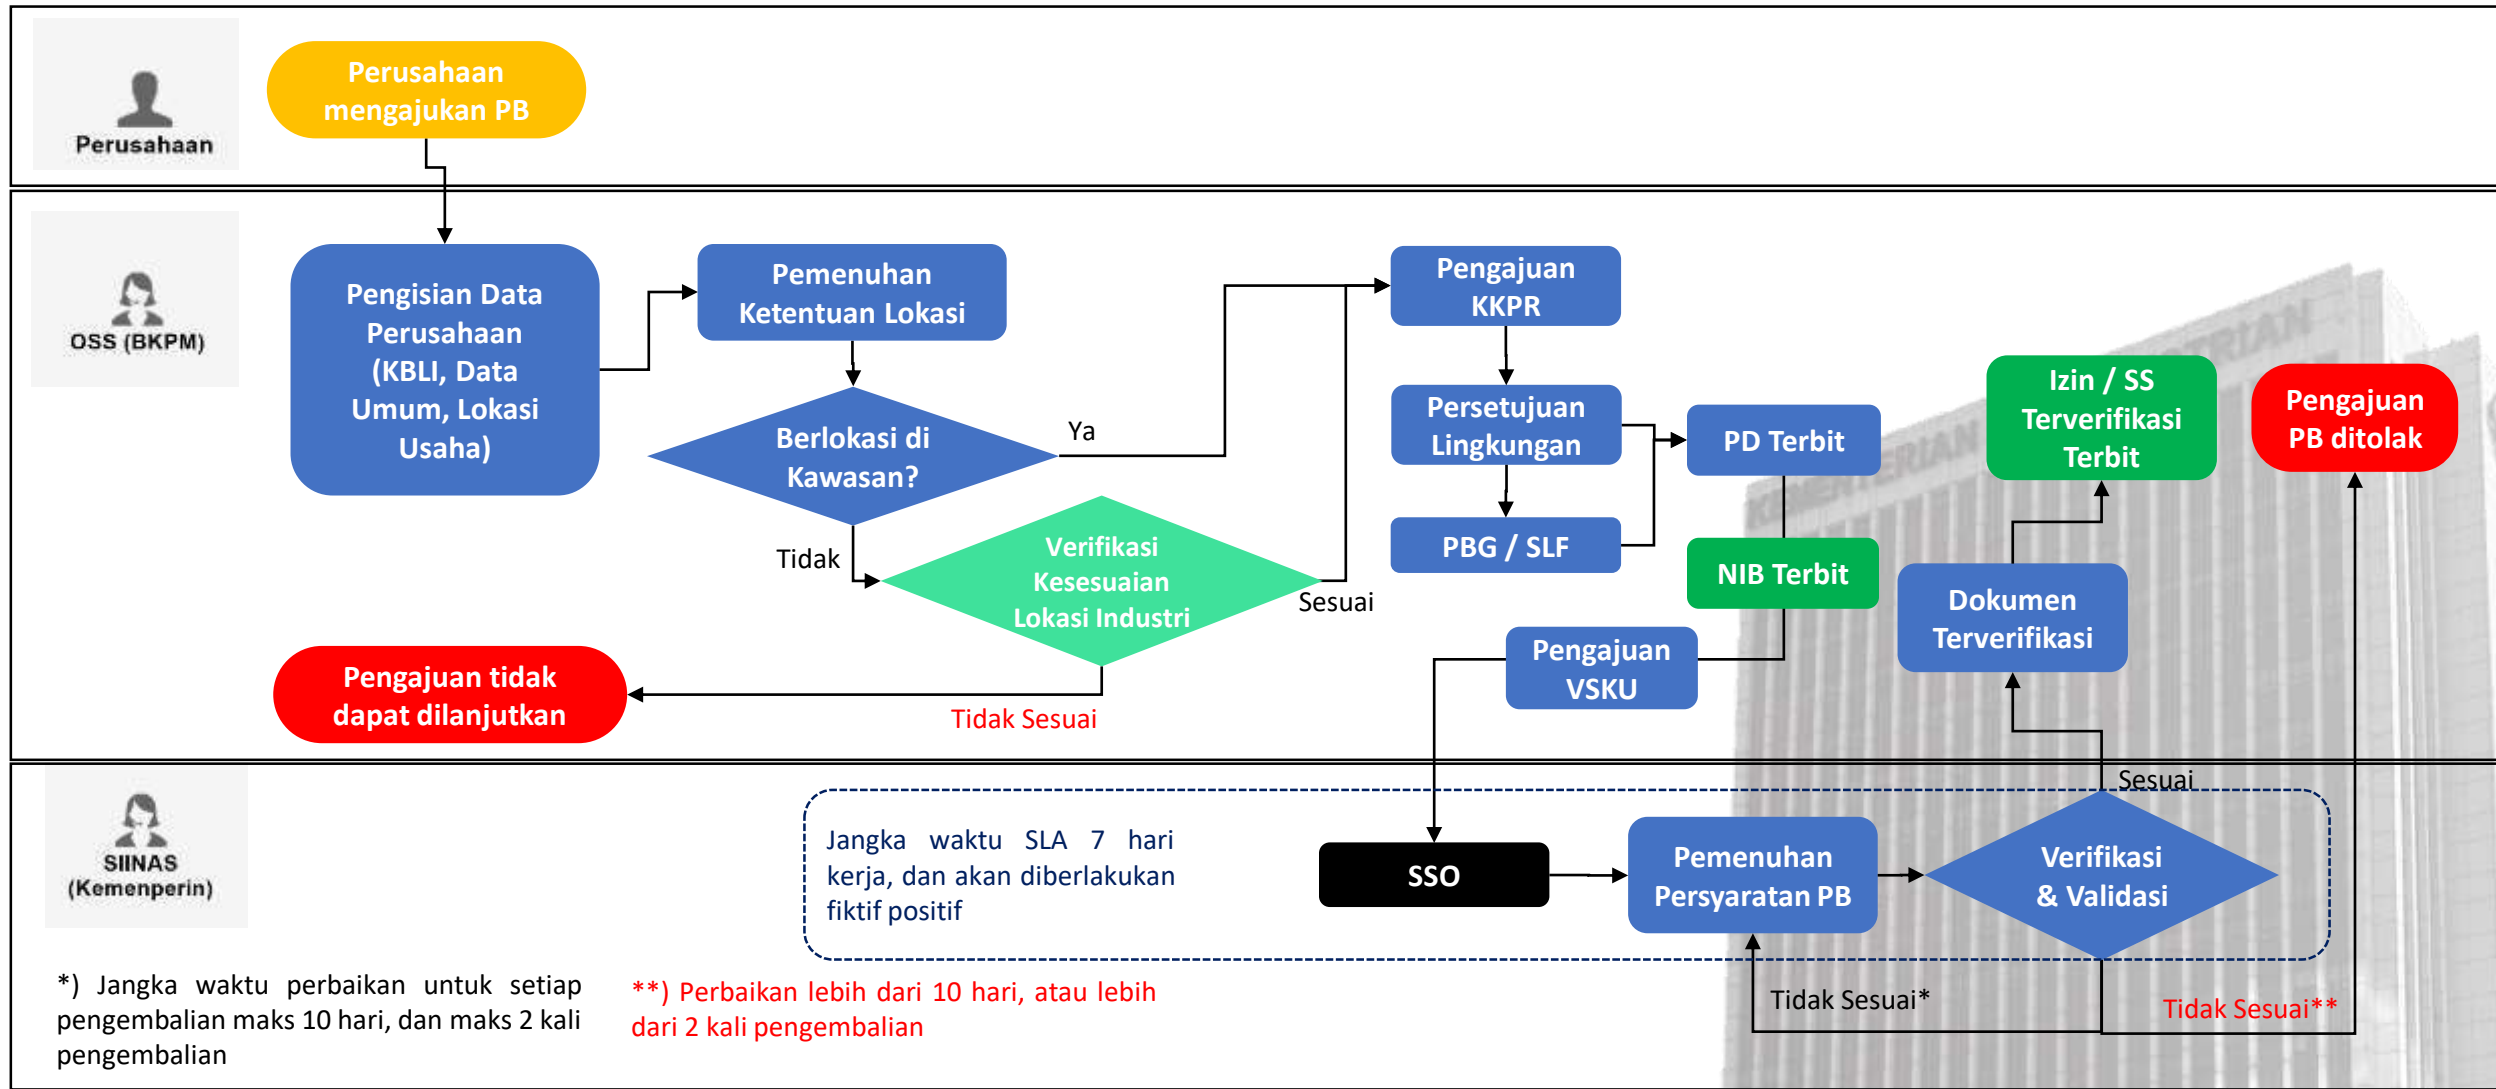 Perusahaan
Perusahaan
mengajukan PB
OSS (BKPM)
Pengisian Data
Perusahaan
(KBLI, Data
Umum, Lokasi
Usaha)
Pemenuhan
Ketentuan Lokasi
Berlokasi di
Kawasan?
Ya
Tidak
Verifikasi
Kesesuaian
Lokasi Industri
Sesuai
Tidak Sesuai
Pengajuan tidak
dapat dilanjutkan
Pengajuan
KKPR
Persetujuan
Lingkungan
PBG / SLF
PD Terbit
NIB Terbit
Pengajuan
VSKU
Izin / SS
Terverifikasi
Terbit
Pengajuan
PB ditolak
Dokumen
Terverifikasi
KEMENTERIAN
SIINAS
(Kemenperin)
Jangka waktu SLA 7 hari
kerja, dan akan diberlakukan
fiktif positif
SSO
Pemenuhan
Persyaratan PB
Verifikasi
& Validasi
Sesuai
Tidak Sesuai*
Tidak Sesuai**
*) Jangka waktu perbaikan untuk setiap
pengembalian maks 10 hari, dan maks 2 kali
pengembalian
**) Perbaikan lebih dari 10 hari, atau lebih
dari 2 kali pengembalian